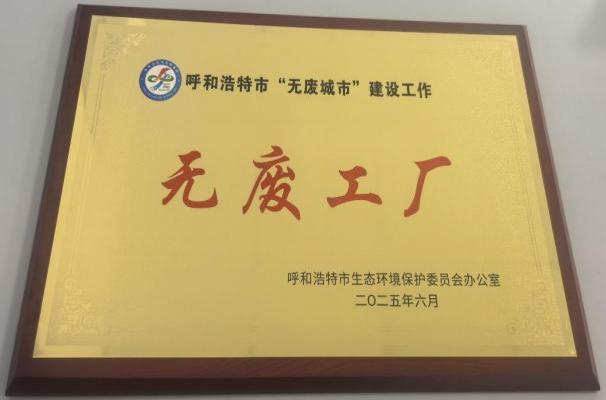 呼和浩特市“无废城市”建设工作
无废工厂
呼和浩特市生态环境保护委员会办公室
二〇二五年六月